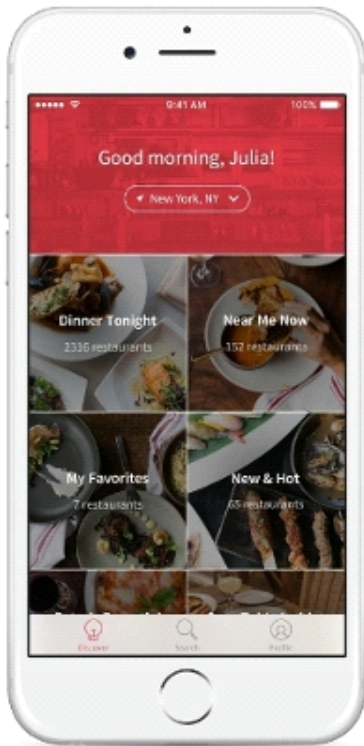 9:41 AM
100%
Good morning, Julia!
New York, NY
Dinner Tonight
2316 restaurants
Near Me Now
352 restaurants
My Favorites
7 restaurants
New & Hot
65 restaurants
Discover
Search
Profile